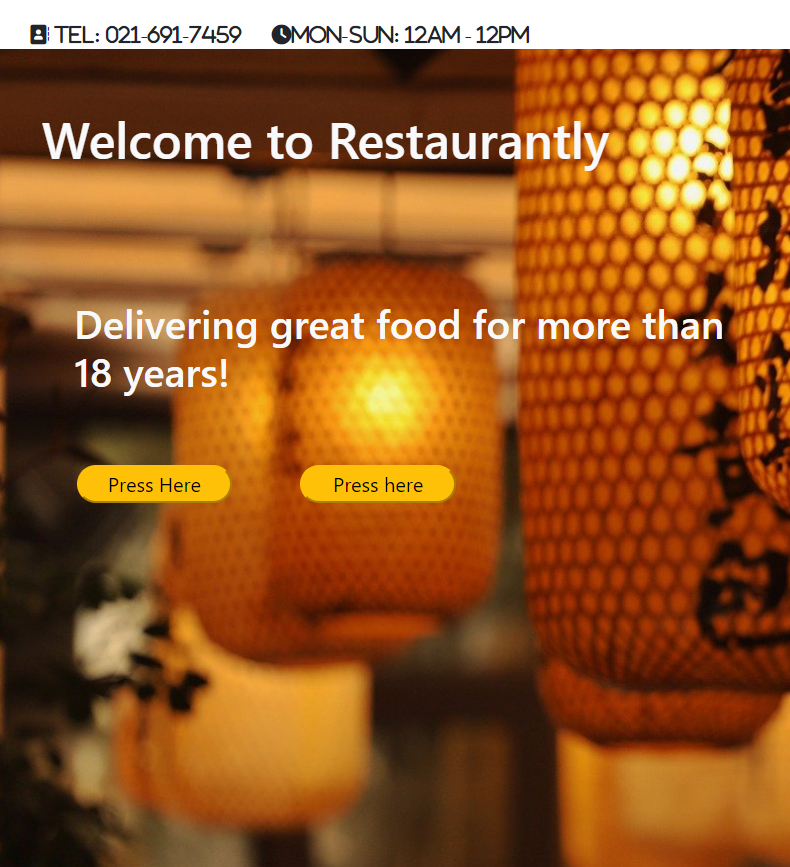 TEL: 021-691-7459 MON-SUN: 12AM - 12PM
Welcome to Restaurantly
Delivering great food for more than
18 years!
Press Here Press here